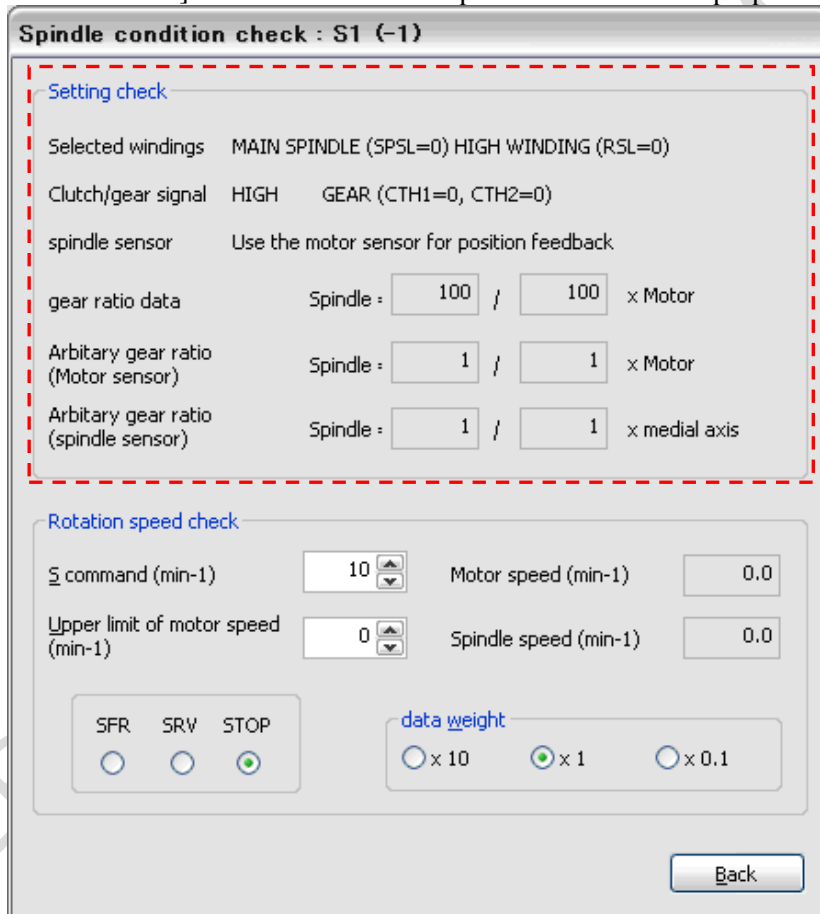 Spindle condition check : S1 (-1)
Setting check
Selected windings MAIN SPINDLE (SPSL=0) HIGH WINDING (RSL=0)
Clutch/gear signal HIGH GEAR (CTH1=0, CTH2=0)
spindle sensor Use the motor sensor for position feedback
gear ratio data Spindle = 100 / 100 x Motor
Arbitary gear ratio
(Motor sensor) Spindle = 1 / 1 x Motor
Arbitary gear ratio
(spindle sensor) Spindle = 1 / 1 x medial axis
Rotation speed check
S command (min-1) 10 Motor speed (min-1) 0.0
Upper limit of motor speed
(min-1) 0 Spindle speed (min-1) 0.0
SFR SRV STOP
data weight
x 10 x 1 x 0.1
Back